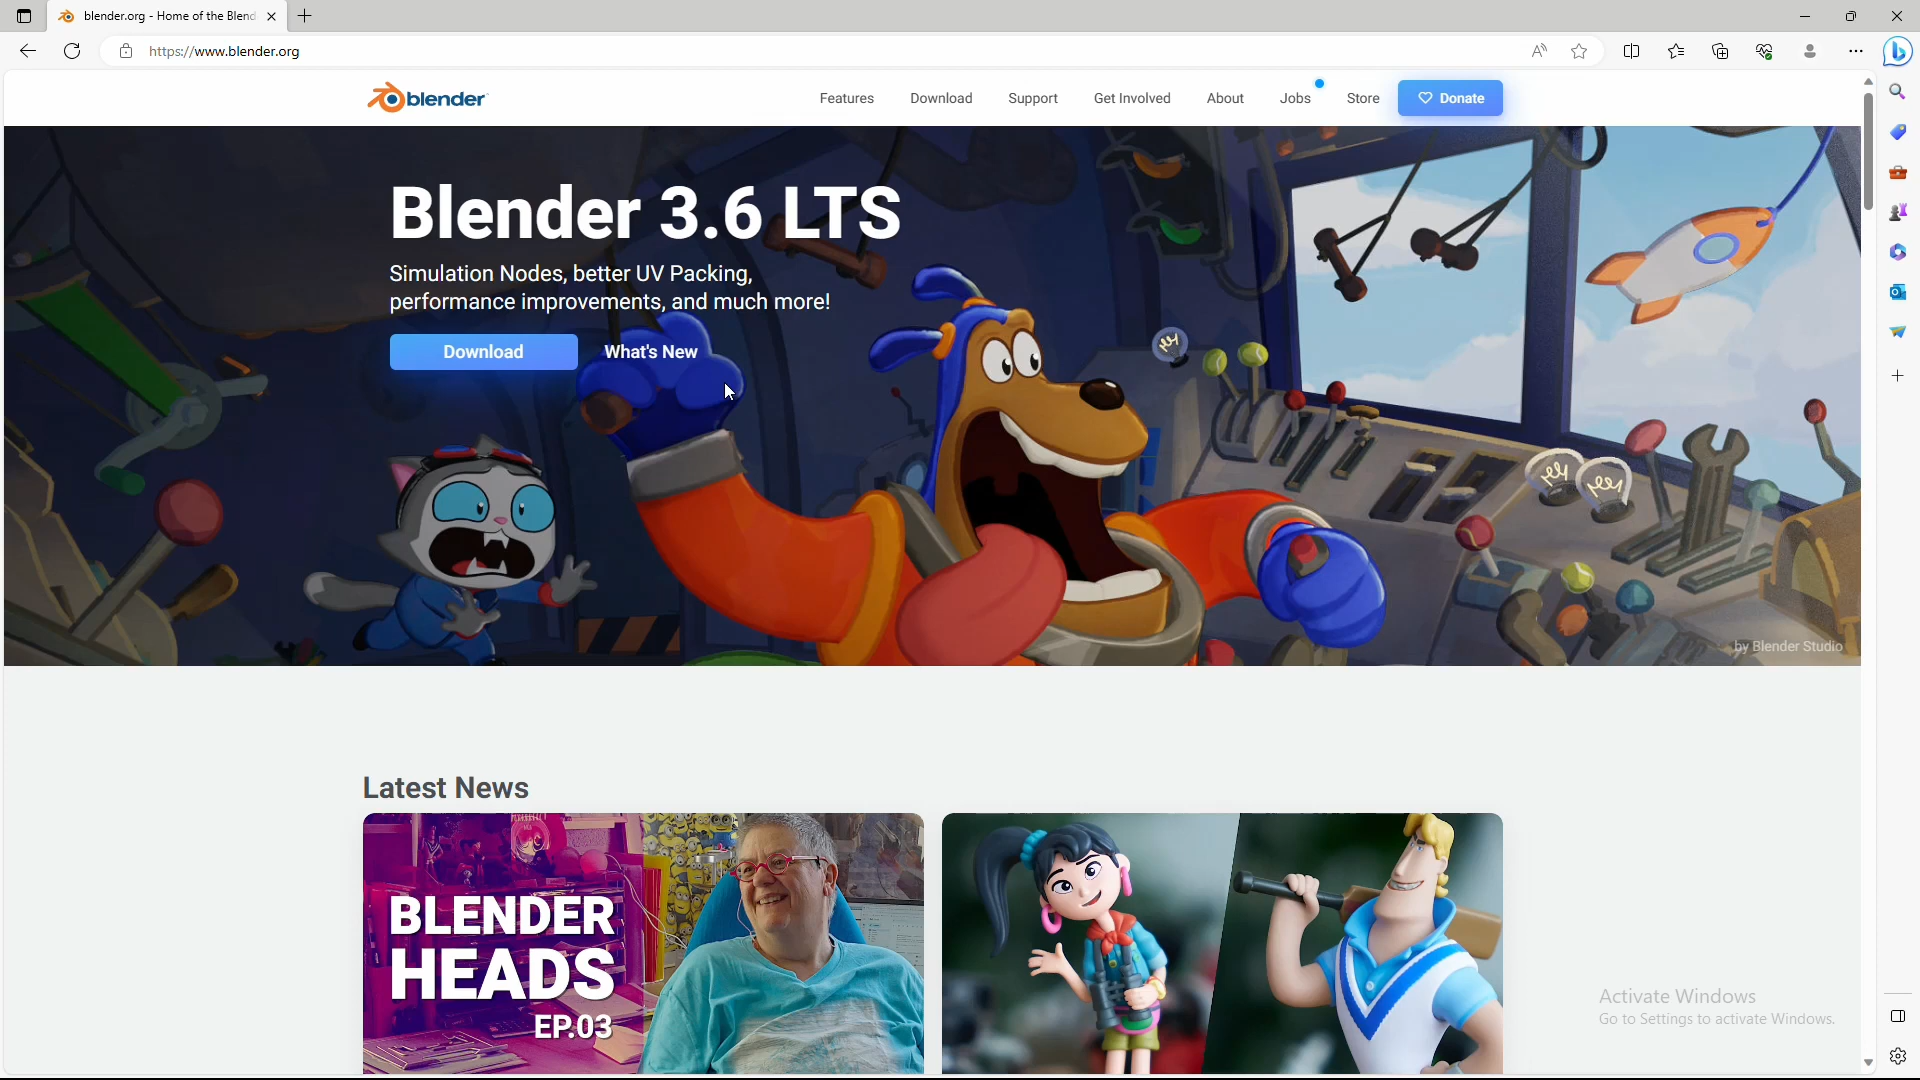 blender.org - Home of the Blend
https://www.blender.org
blender
Features
Download
Support
Get Involved
About
Jobs
Store
Donate
Blender 3.6 LTS
Simulation Nodes, better UV Packing,
performance improvements, and much more!
Download
What's New
by Blender Studio
Latest News
BLENDER
HEADS
EP.03
Activate Windows
Go to Settings to activate Windows.